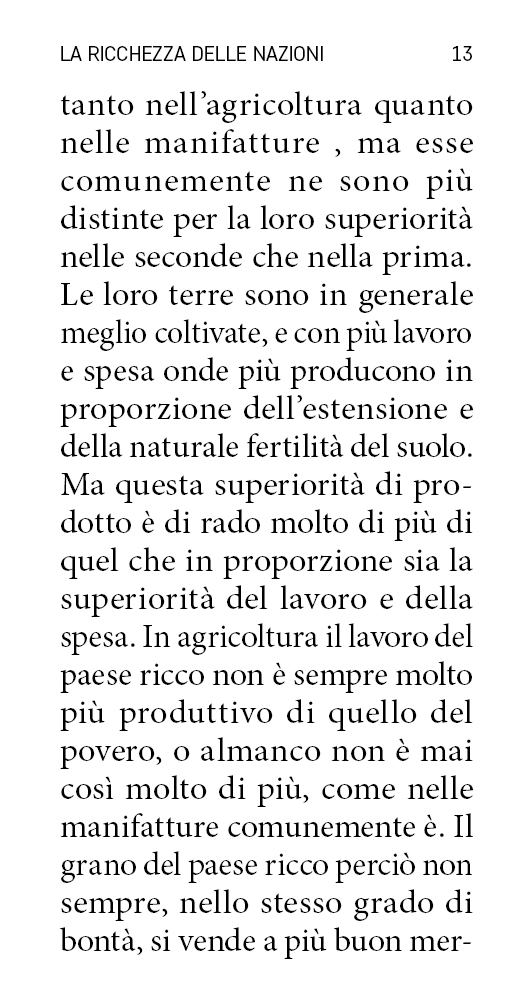 LA RICCHEZZA DELLE NAZIONI 13
tanto nell’agricoltura quanto
nelle manifatture , ma esse
comunemente ne sono più
distinte per la loro superiorità
nelle seconde che nella prima.
Le loro terre sono in generale
meglio coltivate, e con più lavoro
e spesa onde più producono in
proporzione dell’estensione e
della naturale fertilità del suolo.
Ma questa superiorità di pro-
dotto è di rado molto di più di
quel che in proporzione sia la
superiorità del lavoro e della
spesa. In agricoltura il lavoro del
paese ricco non è sempre molto
più produttivo di quello del
povero, o almanco non è mai
così molto di più, come nelle
manifatture comunemente è. Il
grano del paese ricco perciò non
sempre, nello stesso grado di
bontà, si vende a più buon mer-